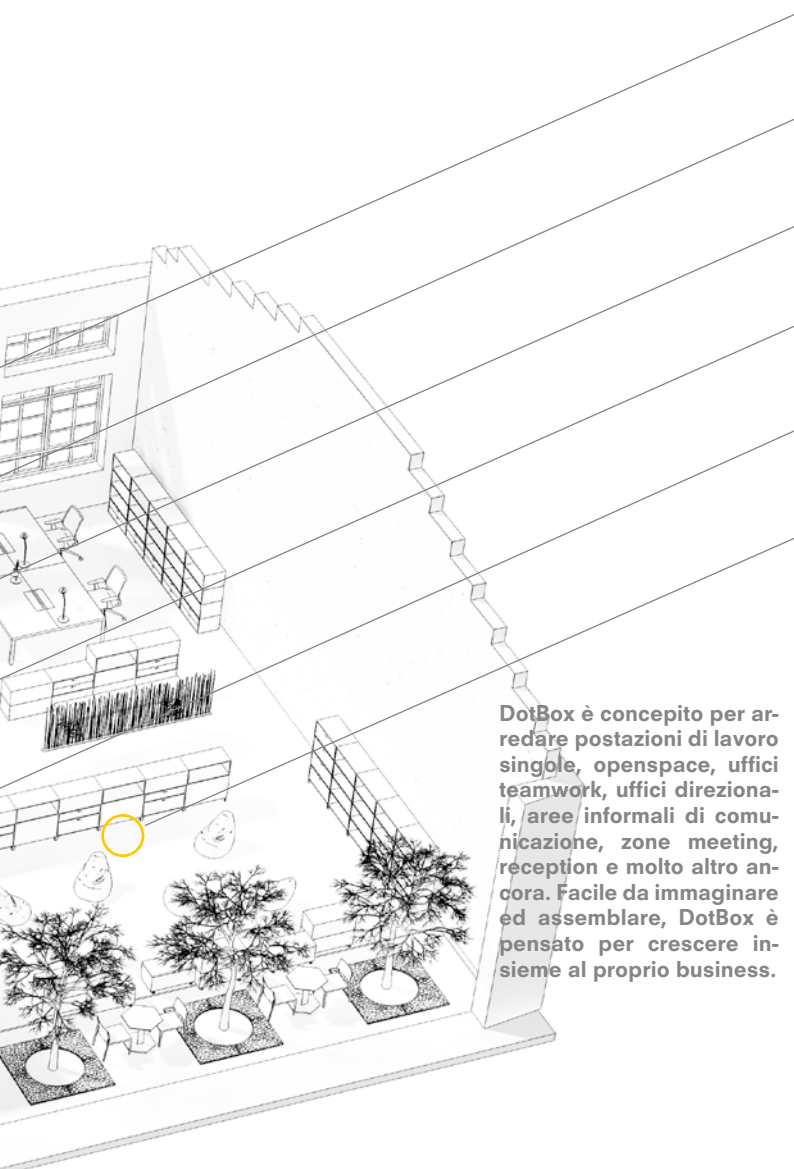 DotBox è concepito per ar-
redare postazioni di lavoro
singole, openspace, uffici
teamwork, uffici direziona-
li, aree informali di comu-
nicazione, zone meeting,
reception e molto altro an-
cora. Facile da immaginare
ed assemblare, DotBox è
pensato per crescere in-
sieme al proprio business.